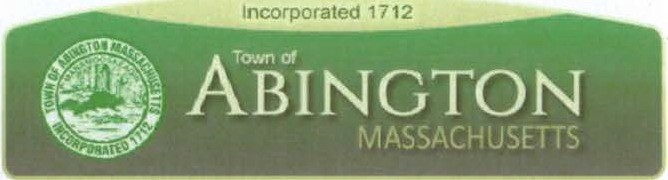 Incorporated 1712
TOWN OF ABINGTON MASSACHUSETTS
INCORPORATED 1712
Town of
ABINGTON
MASSACHUSETTS